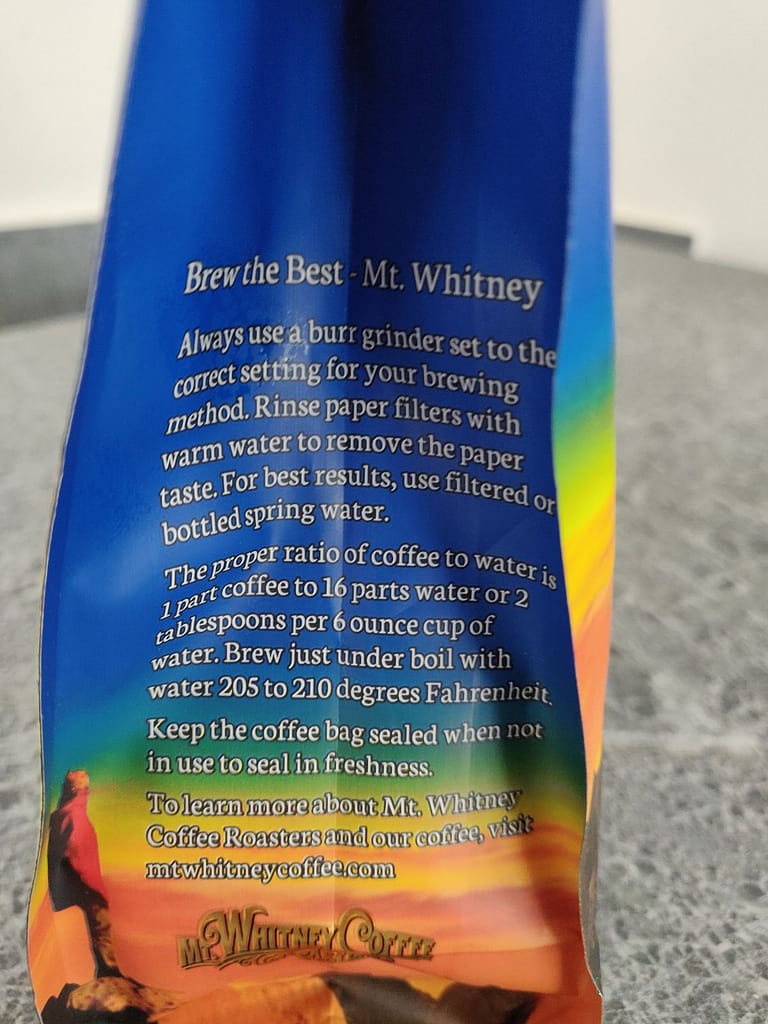 Brew the Best - Mt. Whitney
Always use a burr grinder set to the
correct setting for your brewing
method. Rinse paper filters with
warm water to remove the paper
taste. For best results, use filtered or
bottled spring water.
The proper ratio of coffee to water is
1 part coffee to 16 parts water or 2
tablespoons per 6 ounce cup of
water. Brew just under boil with
water 205 to 210 degrees Fahrenheit.
Keep the coffee bag sealed when not
in use to seal in freshness.
To learn more about Mt. Whitney
Coffee Roasters and our coffee, visit
mtwhitneycoffee.com
Mt. Whitney Coffee